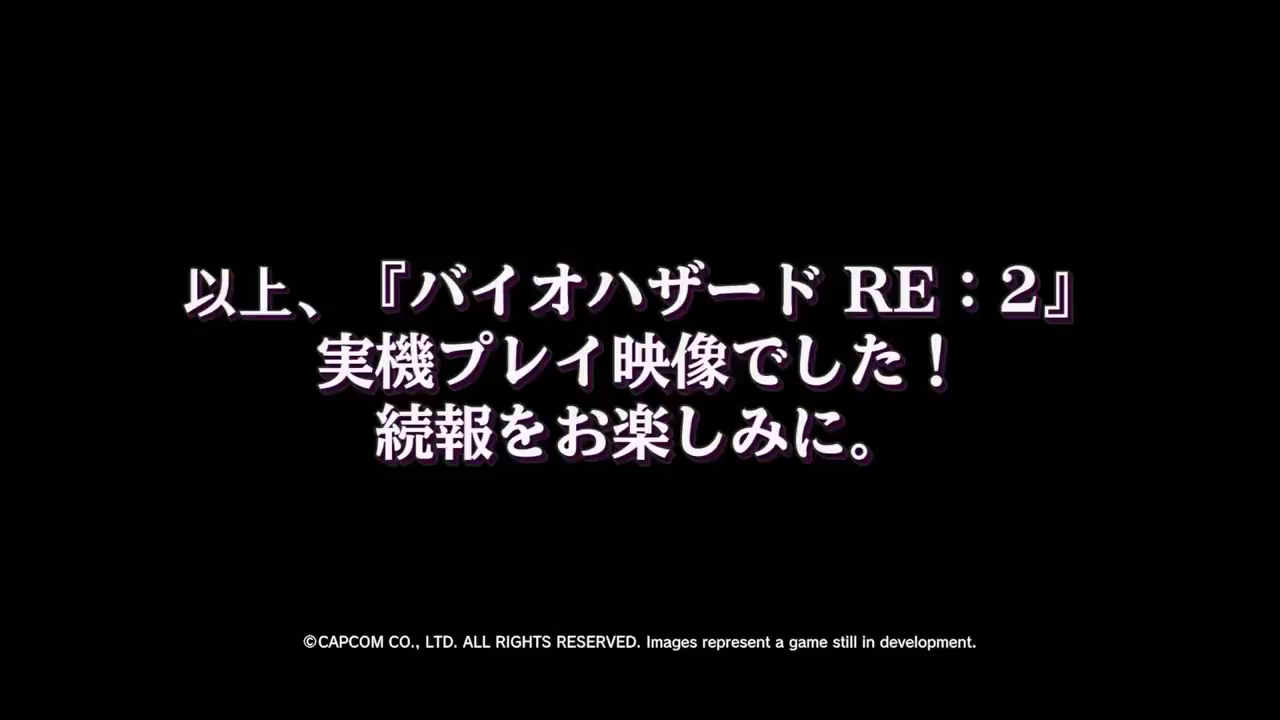 以上、『バイオハザード RE：2』
実機プレイ映像でした！
続報をお楽しみに。
©CAPCOM CO., LTD. ALL RIGHTS RESERVED. Images represent a game still in development.